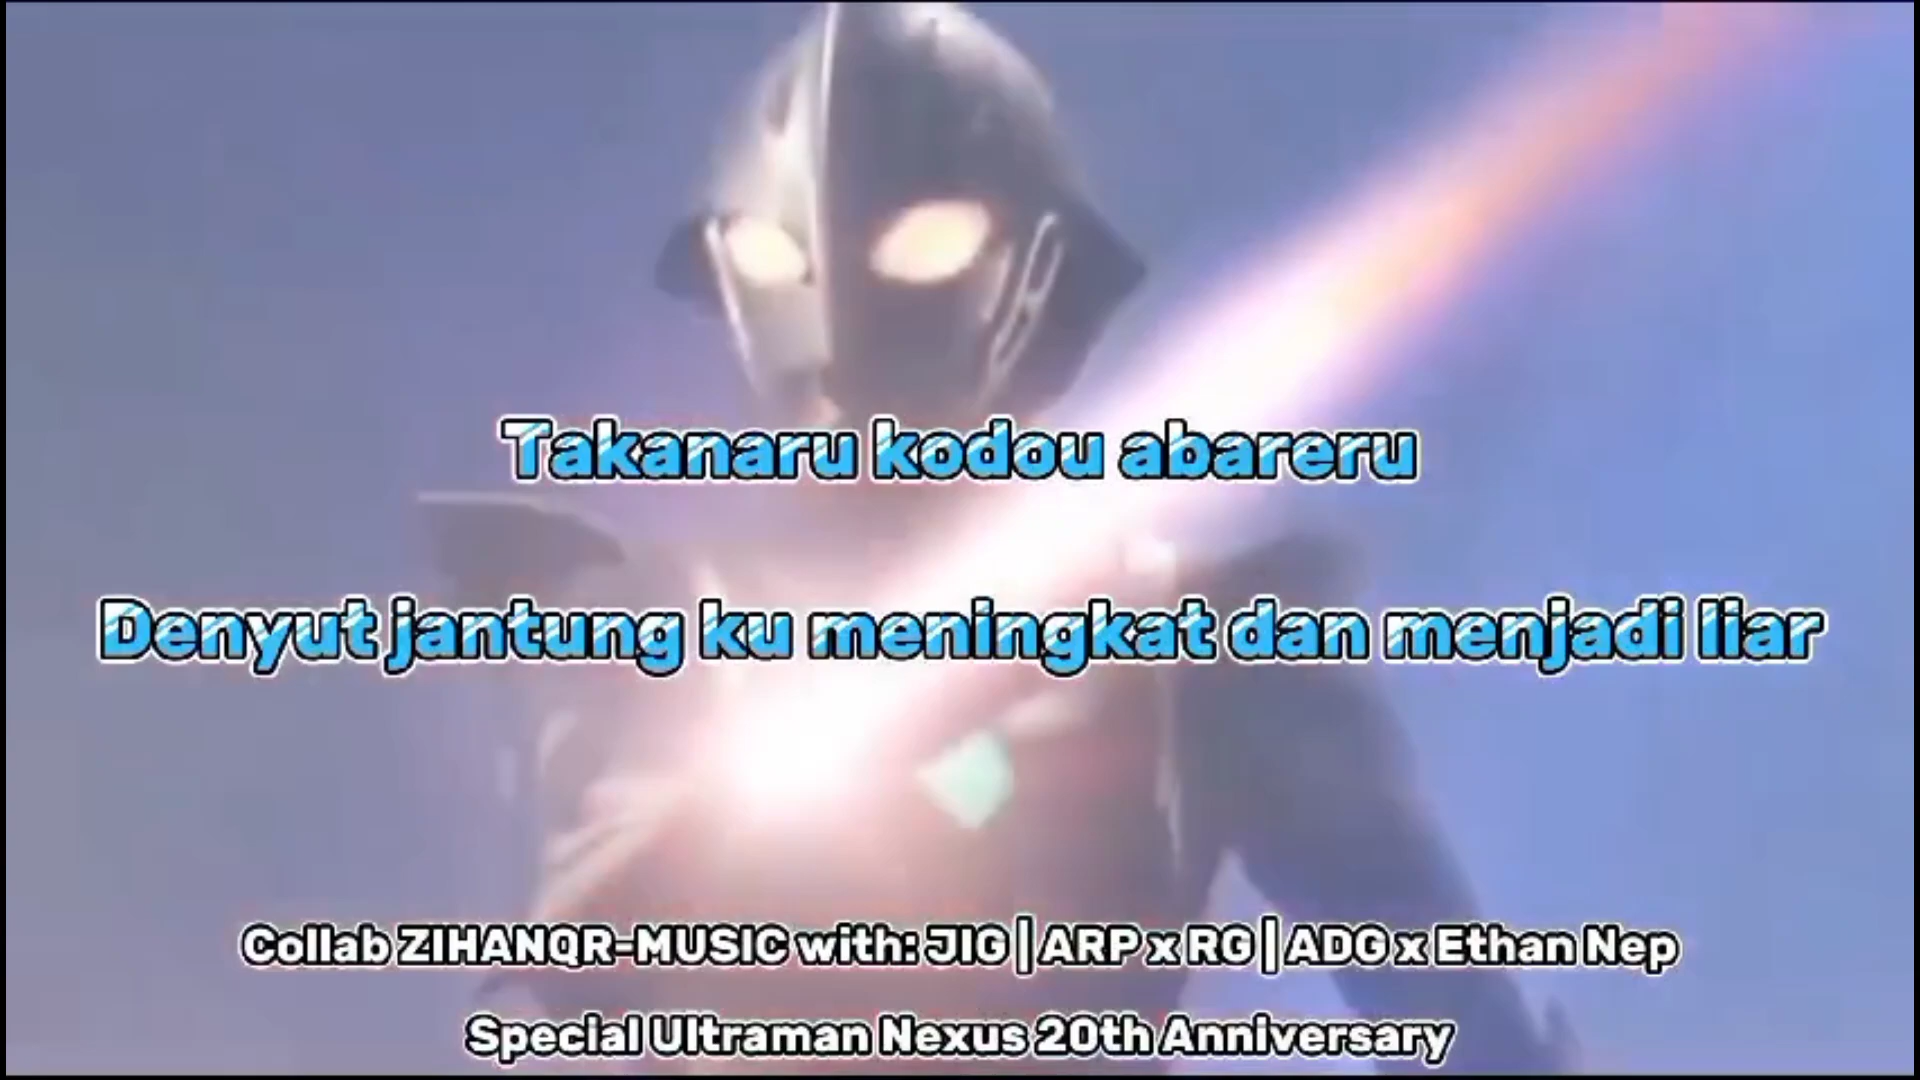 Takanaru kodou abareru
Denyut jantung ku meningkat dan menjadi liar
Collab ZIHANQR-MUSIC with: JIG | ARP x RG | ADG x Ethan Nep
Special Ultraman Nexus 20th Anniversary